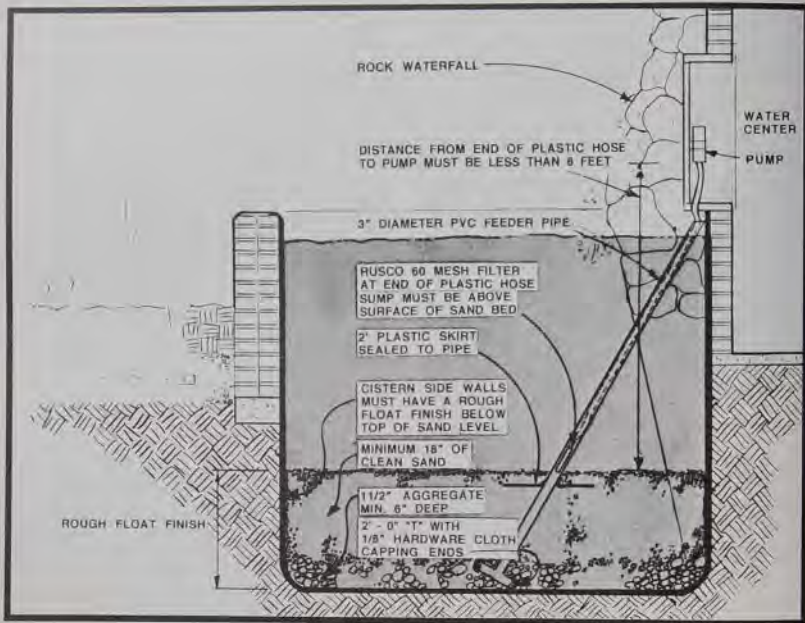 ROCK WATERFALL
WATER
CENTER
PUMP
DISTANCE FROM END OF PLASTIC HOSE
TO PUMP MUST BE LESS THAN 6 FEET
3" DIAMETER PVC FEEDER PIPE
RUSCO 60 MESH FILTER
AT END OF PLASTIC HOSE
SUMP MUST BE ABOVE
SURFACE OF SAND BED
2' PLASTIC SKIRT
SEALED TO PIPE
CISTERN SIDE WALLS
MUST HAVE A ROUGH
FLOAT FINISH BELOW
TOP OF SAND LEVEL
MINIMUM 18" OF
CLEAN SAND
11/2" AGGREGATE
MIN. 6" DEEP
ROUGH FLOAT FINISH
2' - 0" "T" WITH
1/8" HARDWARE CLOTH
CAPPING ENDS